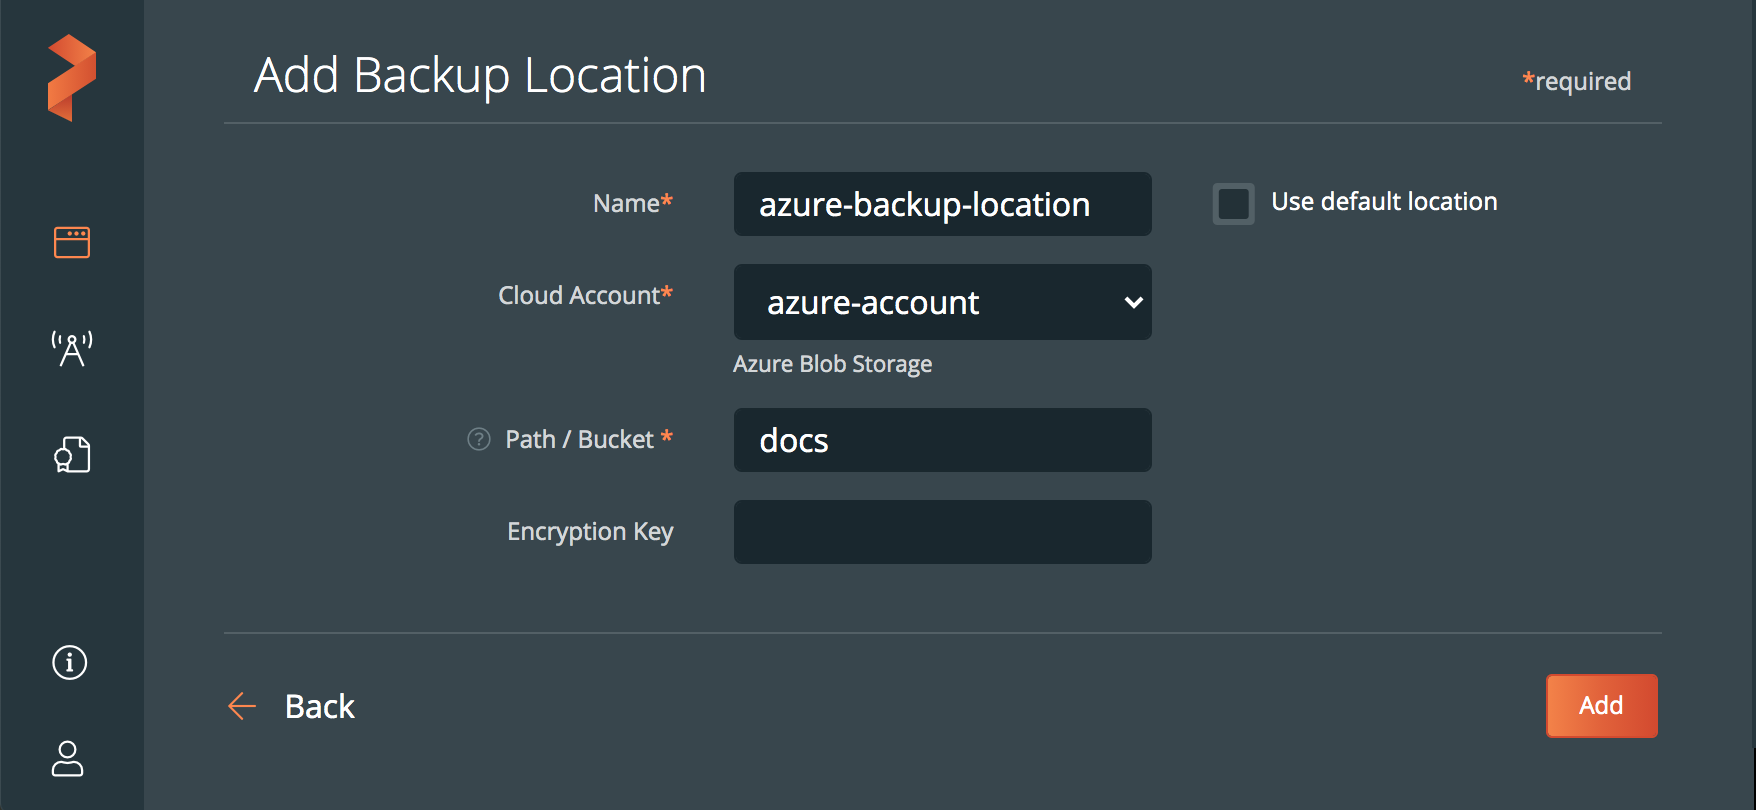 Add Backup Location
*required
Name*
azure-backup-location
Use default location
Cloud Account*
azure-account
Azure Blob Storage
? Path / Bucket *
docs
Encryption Key
Back
Add